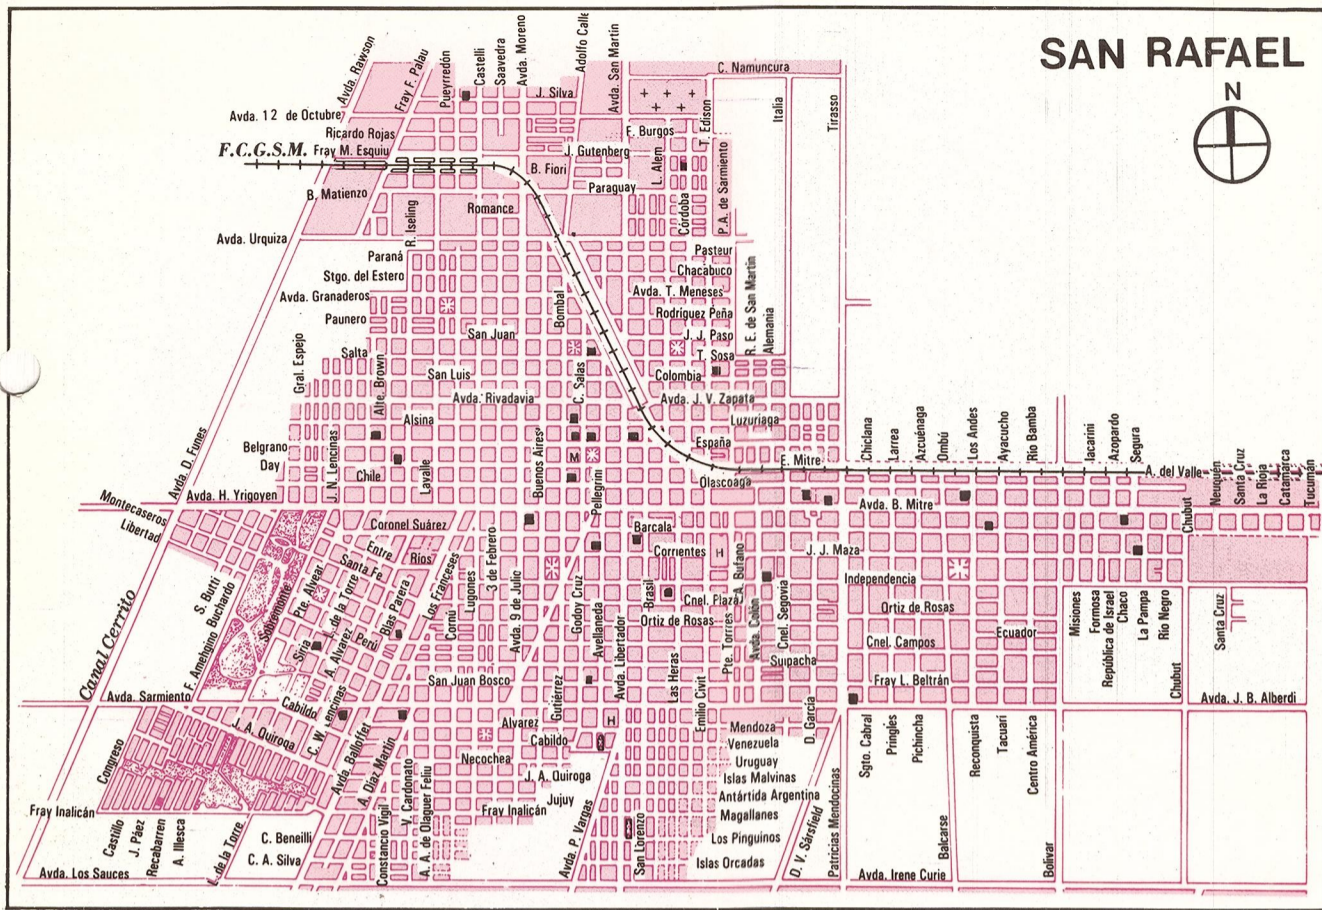 SAN RAFAEL
N
Avda. Rawson
Fray F. Palau
Pueyrredón
Castelli
Saavedra
Avda. Moreno
Adolfo Calle
Avda. San Martín
C. Namuncura
J. Silva
Avda. 12 de Octubre
Ricardo Rojas
F.C.G.S.M.
Fray M. Esquiu
F. Burgos
T. Edison
Italia
Tirasso
J. Gutenberg
L. Alem
B. Fiori
B. Matienzo
Paraguay
P.A. de Sarmiento
Romance
R. Iseling
Córdoba
Avda. Urquiza
Paraná
Pasteur
Stgo. del Estero
Chacabuco
Avda. Granaderos
Avda. T. Meneses
Bombal
Paunero
Rodríguez Peña
R. E. de San Martín
Alemania
San Juan
J. J. Paso
Gral. Espejo
Salta
T. Sosa
Alte. Brown
San Luis
C. Salas
Colombia
Avda. Rivadavia
Avda. J. V. Zapata
Alsina
Luzuriaga
Chiclana
Larrea
Azcuénaga
Ombú
Los Andes
Ayacucho
Río Bamba
Iacarini
Azopardo
Segura
Avda. D. Funes
Belgrano
Day
J. N. Lencinas
España
Buenos Aires
M
E. Mitre
A. del Valle
Chile
Lavalle
Pellegrini
Olascoaga
Neuquen
Santa Cruz
La Rioja
Catamarca
Tucumán
Montecaseros
Avda. H. Yrigoyen
Avda. B. Mitre
Chubut
Libertad
Coronel Suárez
Barcala
Entre
Ríos
Santa Fe
3 de Febrero
Corrientes
H
J. J. Maza
A. Bufano
S. Butti
F. Ameghino
Buchardo
Sobremonte
Pte. Alvear
L. de la Torre
Blas Parera
Los Franceses
Lugones
Cornú
Avda. 9 de Julio
Godoy Cruz
Avellaneda
Brasil
Cnel. Plaza
Independencia
Ortiz de Rosas
Ortiz de Rosas
Avda. Colón
Cnel. Segovia
Pte. Torrres
Misiones
Formosa
República de Israel
Chaco
La Pampa
Río Negro
Santa Cruz
Siria
A. Alvarez
Perú
Avda. Libertador
Cnel. Campos
Ecuador
Suipacha
Canal Cerrito
Las Heras
Emilio Civit
San Juan Bosco
Fray L. Beltrán
Chubut
Avda. Sarmiento
Avda. J. B. Alberdi
Cabildo
C. W. Lencinas
Gutiérrez
Alvarez
H
Mendoza
D. García
J. A. Quiroga
Cabildo
Venezuela
Sgto. Cabral
Pringles
Pichincha
Reconquista
Tacuarí
Centro América
Congreso
Avda. Balloffet
A. Díaz Martín
Necochea
Uruguay
J. A. Quiroga
Islas Malvinas
V. Cardonato
A. A. de Olaguer Feliu
Jujuy
Antártida Argentina
Fray Inalicán
Fray Inalicán
Magallanes
Castillo
J. Páez
Recabarren
A. Illesca
L. de la Torre
C. Beneilli
Constancio Vigil
Avda. P. Vargas
San Lorenzo
Los Pinguinos
D. V. Sársfield
Patricias Mendocinas
Balcarse
Bolívar
C. A. Silva
Islas Orcadas
Avda. Los Sauces
Avda. Irene Curie